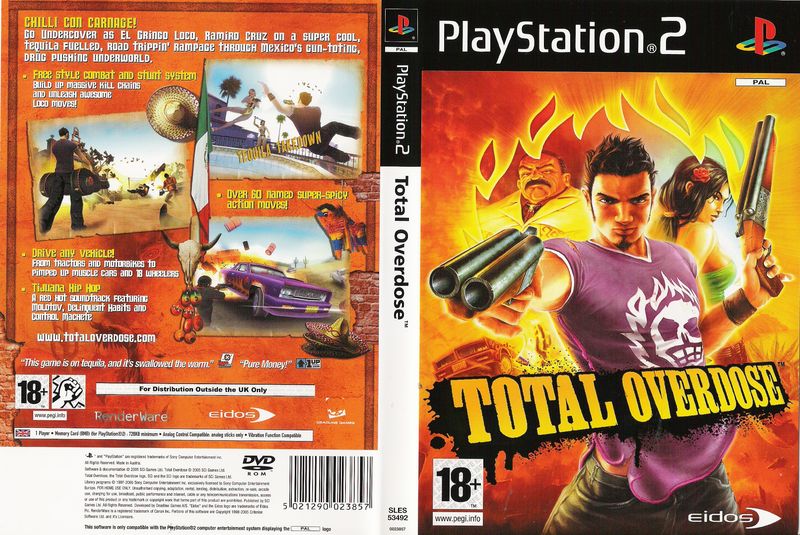 CHILLI CON CARNAGE!
Go Undercover as El Gringo Loco, Ramiro Cruz on a super cool,
tequila fuelled, road trippin' rampage through Mexico's gun-toting,
drug pushing underworld.
• Free style combat and stunt system
Build up massive kill chains
and unleash awesome
loco moves!
TEQUILA TAKEDOWN
• Over 60 named super-spicy
action moves!
• Drive any vehicle!
From tractors and motorbikes to
pimped up muscle cars and 18 wheelers
• Tijuana Hip Hop
A red hot soundtrack featuring
Molotov, Delinquent Habits and
Control Machete
www.totaloverdose.com
"This game is on tequila, and it's swallowed the worm."
"Pure Money!"
1UP
18+
www.pegi.info
For Distribution Outside the UK Only
RenderWare
eidos
DEADLINE GAMES
1 Player • Memory Card (8MB) (for PlayStation®2) • Analog Control Compatible: analog sticks only • Vibration Function Compatible
DVD
ROM
5 021290 023857
This software is only compatible with the PlayStation®2 computer entertainment system displaying the PAL logo
PAL
PlayStation®2
Total Overdose™
SLES
53492
PlayStation®2
PAL
TOTAL OVERDOSE™
18+
www.pegi.info
eidos